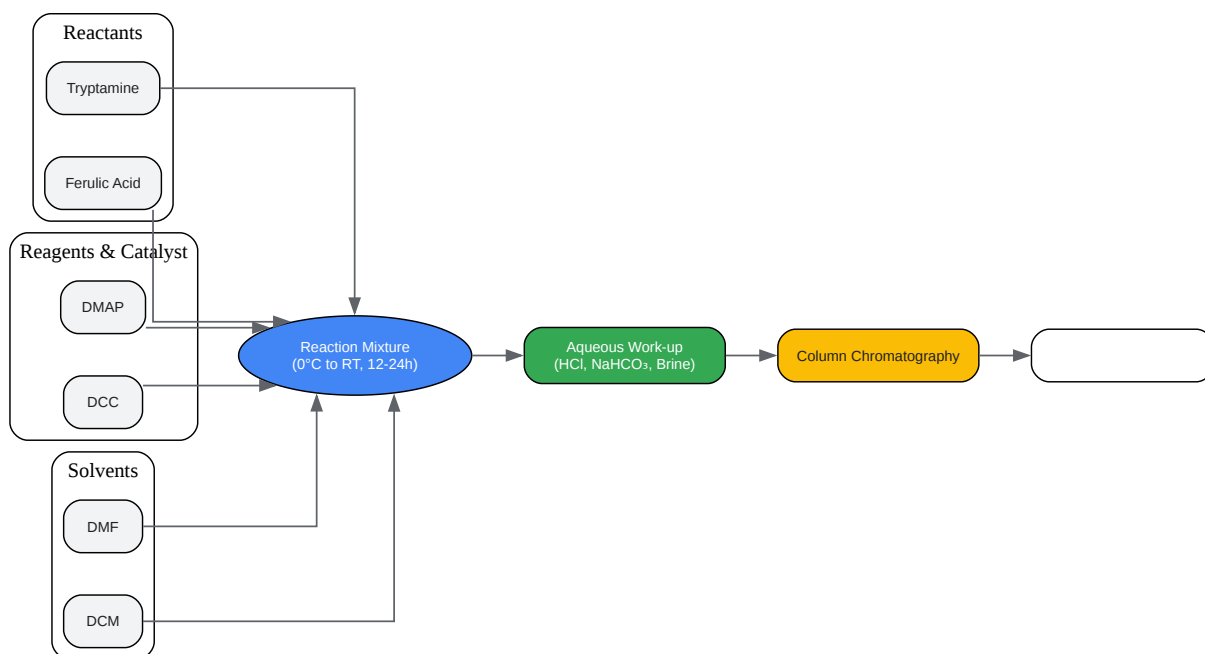 Reactants
Tryptamine
Ferulic Acid
Reagents & Catalyst
DMAP
DCC
Solvents
DMF
DCM
Reaction Mixture
(0°C to RT, 12-24h)
Aqueous Work-up
(HCl, NaHCO₃, Brine)
Column Chromatography